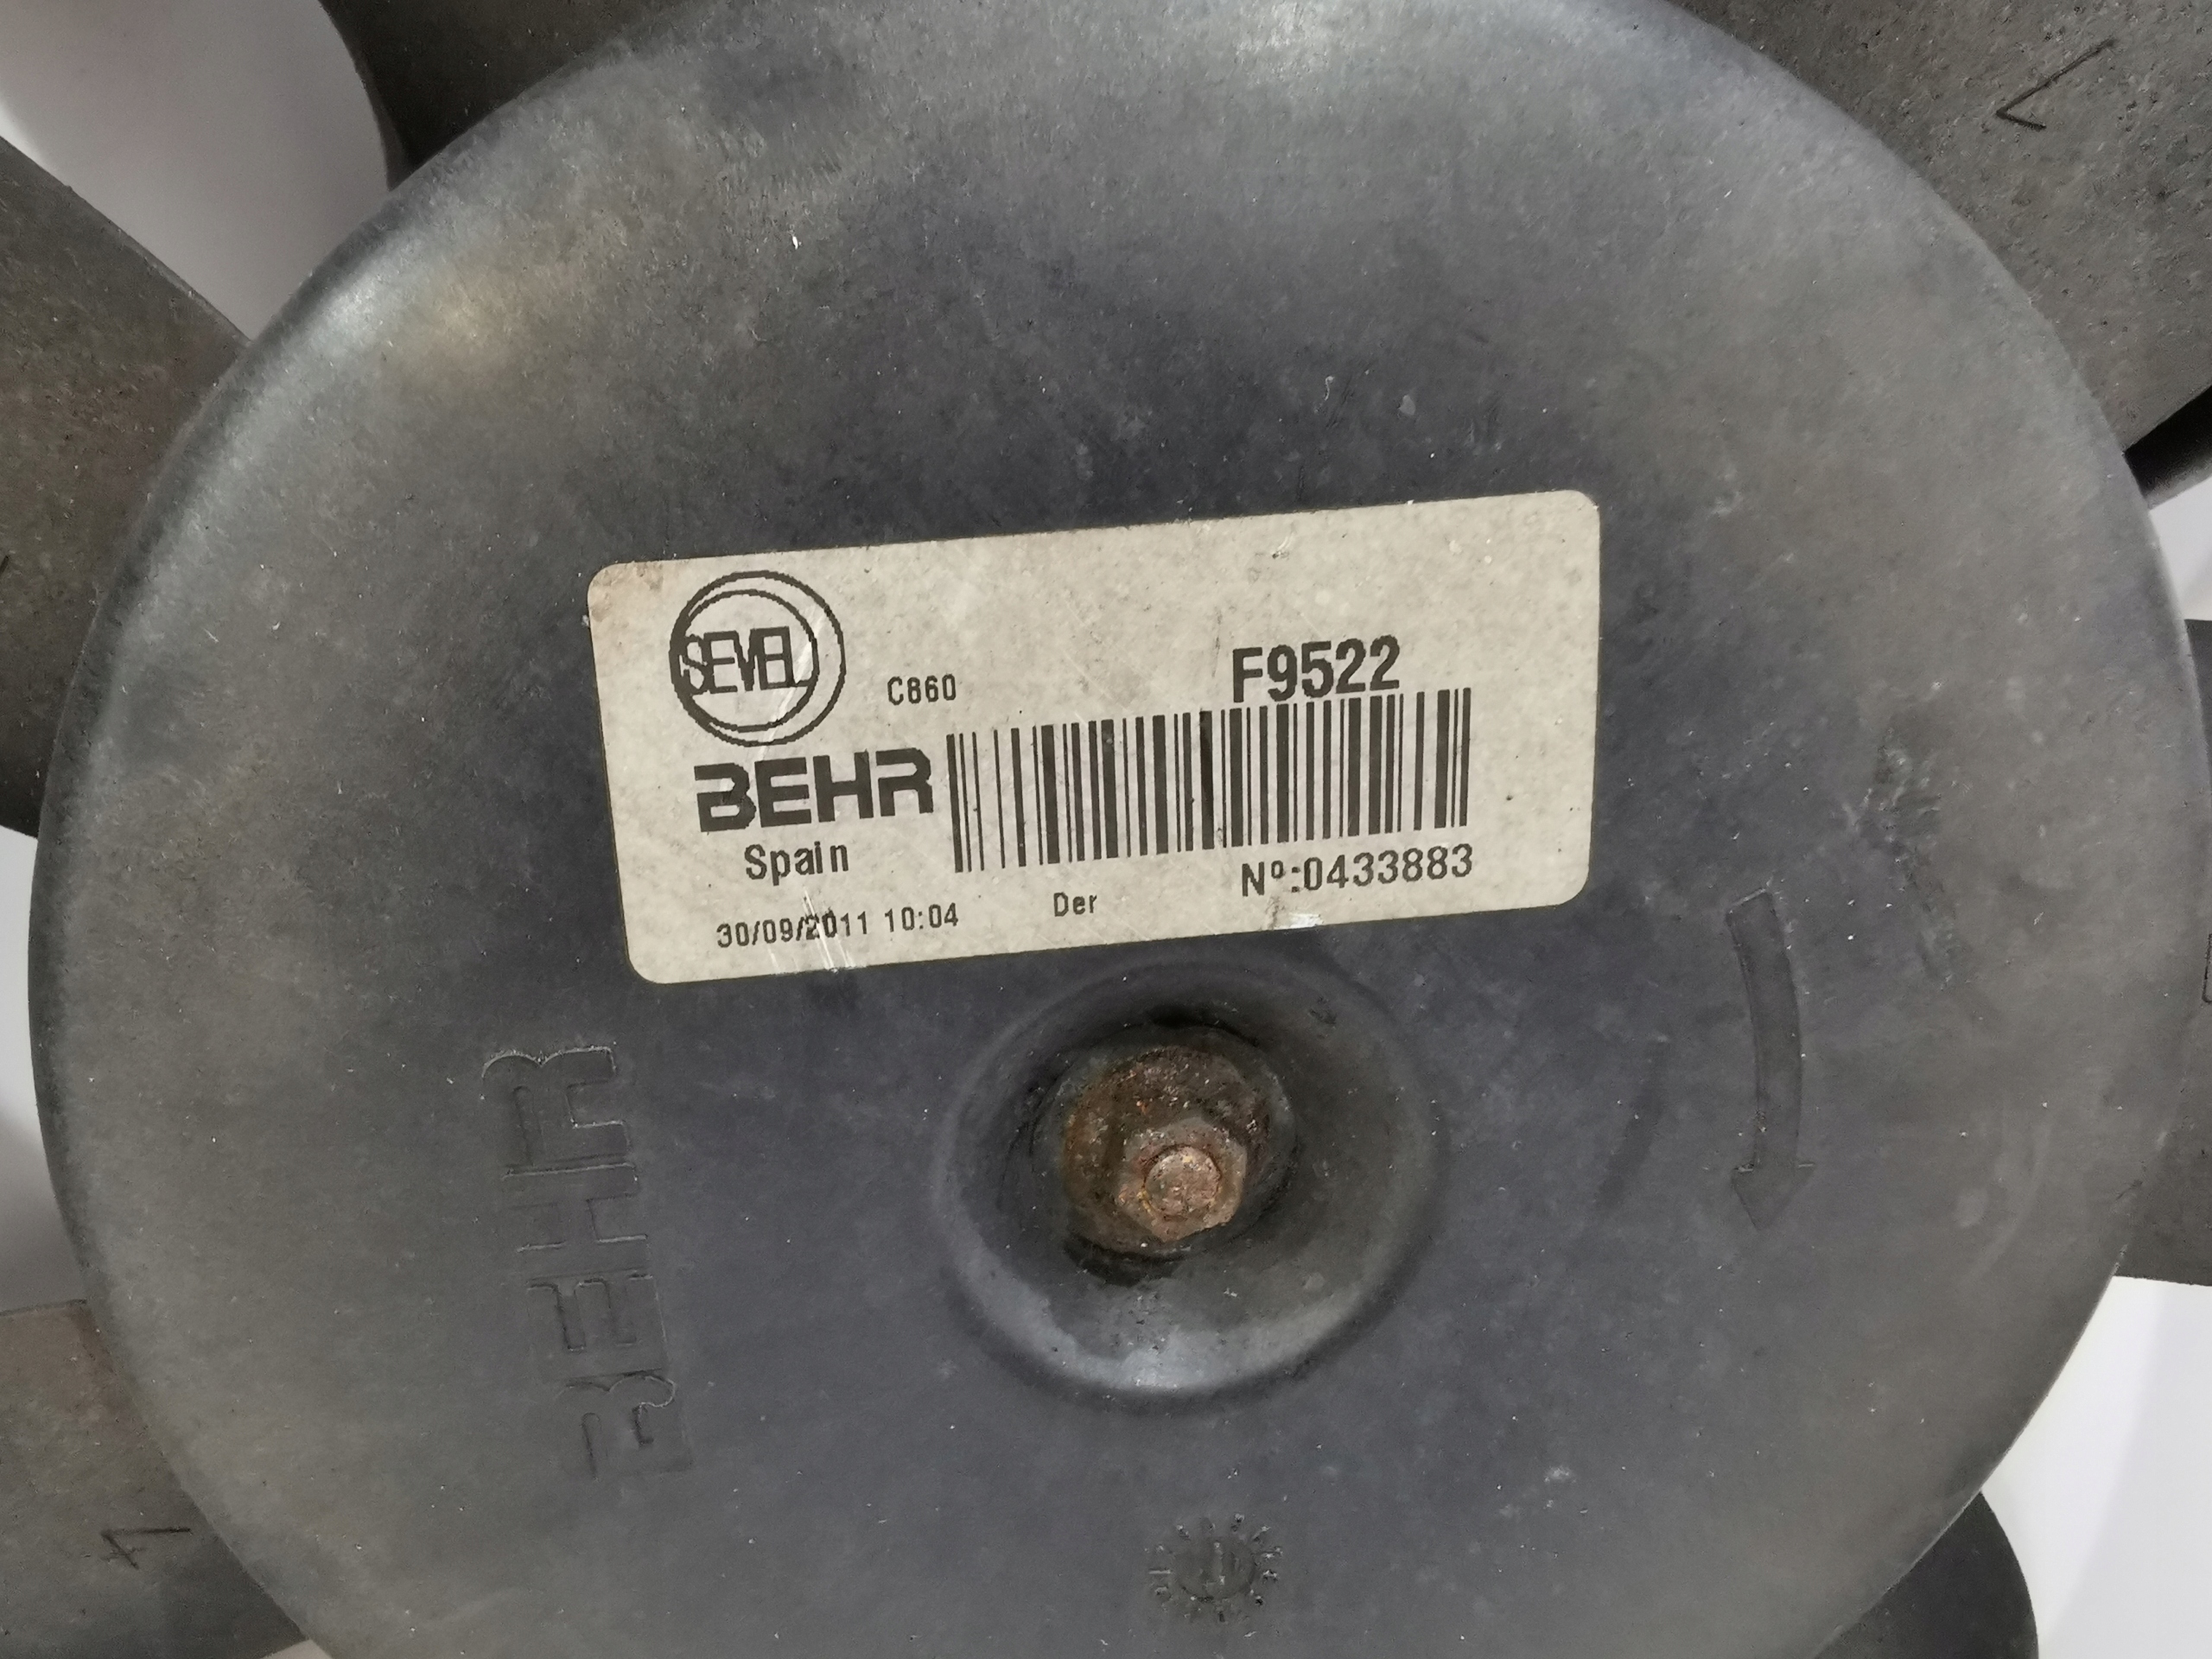 SEVEL
C860
F9522
BEHR
Spain
Nº:0433883
30/09/2011 10:04
Der
BEHR